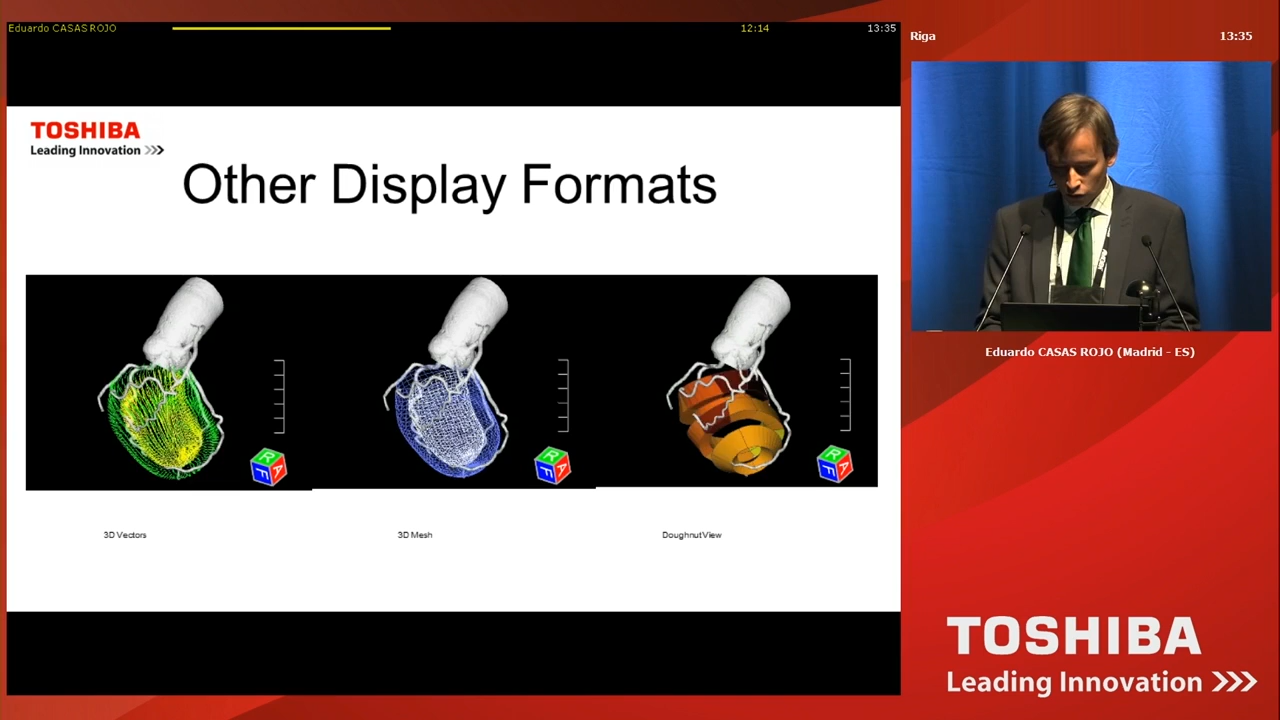 Eduardo CASAS ROJO
12:14
13:35
TOSHIBA
Leading Innovation >>>
Other Display Formats
R
F
A
R
F
A
R
F
A
3D Vectors
3D Mesh
DoughnutView
Riga
13:35
Eduardo CASAS ROJO (Madrid - ES)
TOSHIBA
Leading Innovation >>>